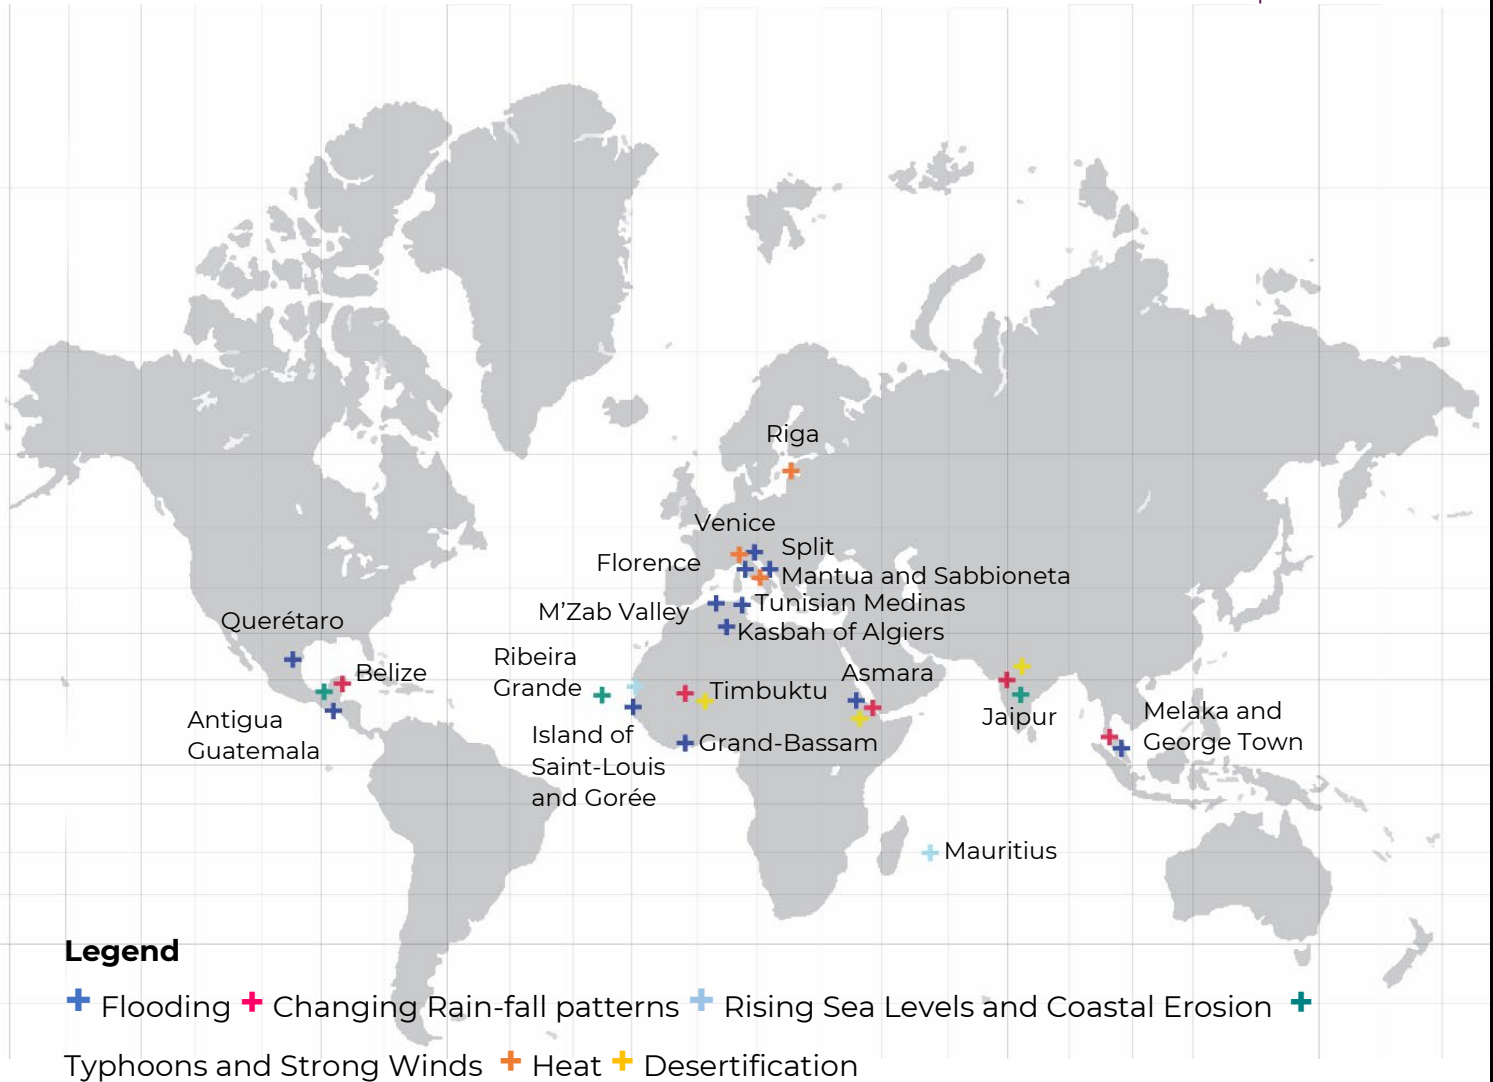 Riga
Venice
Split
Florence
Mantua and Sabbioneta
M’Zab Valley
Tunisian Medinas
Kasbah of Algiers
Querétaro
Belize
Antigua
Guatemala
Ribeira
Grande
Island of
Saint-Louis
and Gorée
Timbuktu
Grand-Bassam
Asmara
Jaipur
Melaka and
George Town
Mauritius
Legend
Flooding Changing Rain-fall patterns Rising Sea Levels and Coastal Erosion
Typhoons and Strong Winds Heat Desertification